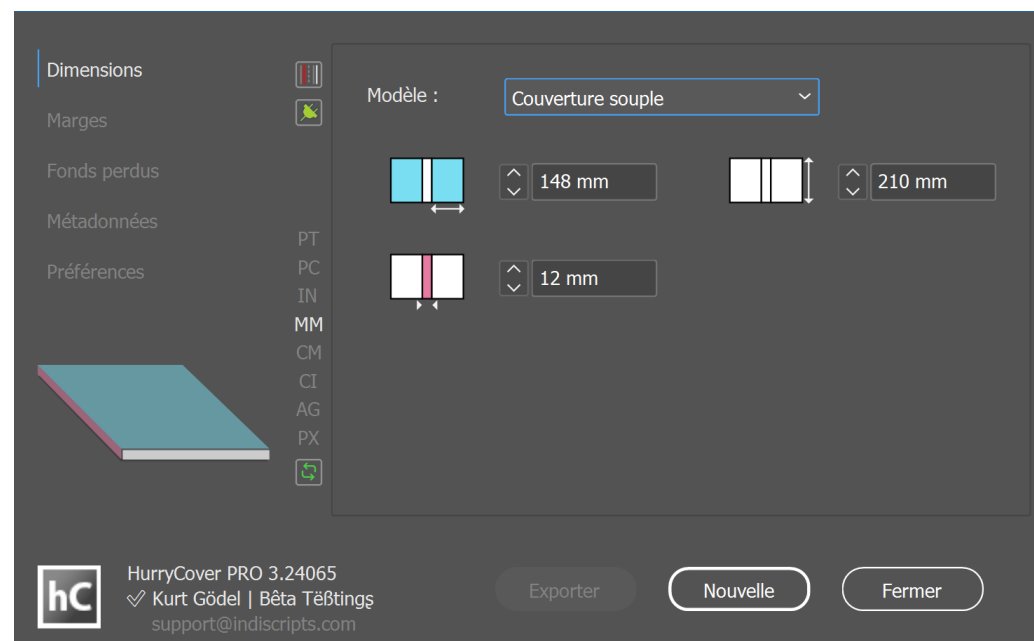 Dimensions
Marges
Fonds perdus
Métadonnées
Préférences
PT
PC
IN
MM
CM
CI
AG
PX
Modèle :
Couverture souple
148 mm
210 mm
12 mm
hC
HurryCover PRO 3.24065
Kurt Gödel | Bêta Tëßtingş
support@indiscripts.com
Exporter
Nouvelle
Fermer